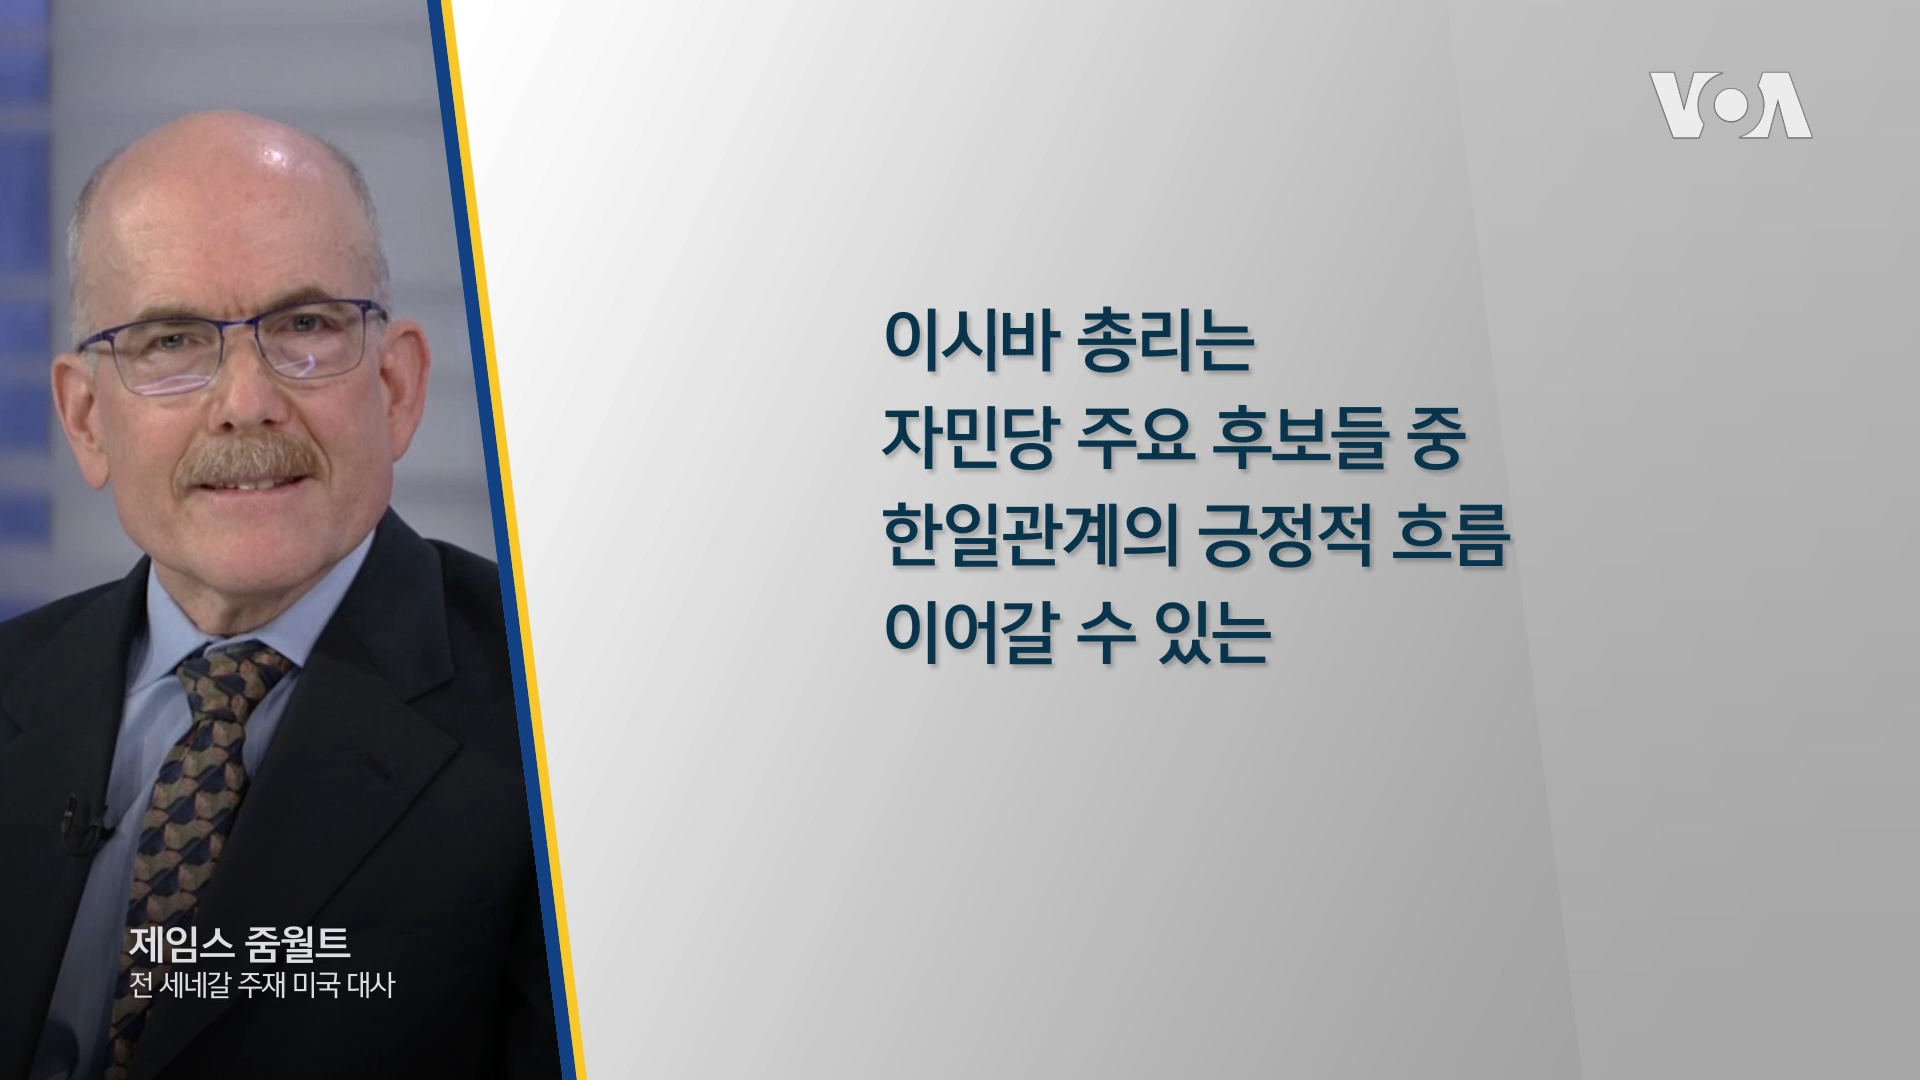 VOA
이시바 총리는
자민당 주요 후보들 중
한일관계의 긍정적 흐름
이어갈 수 있는
제임스 줌월트
전 세네갈 주재 미국 대사